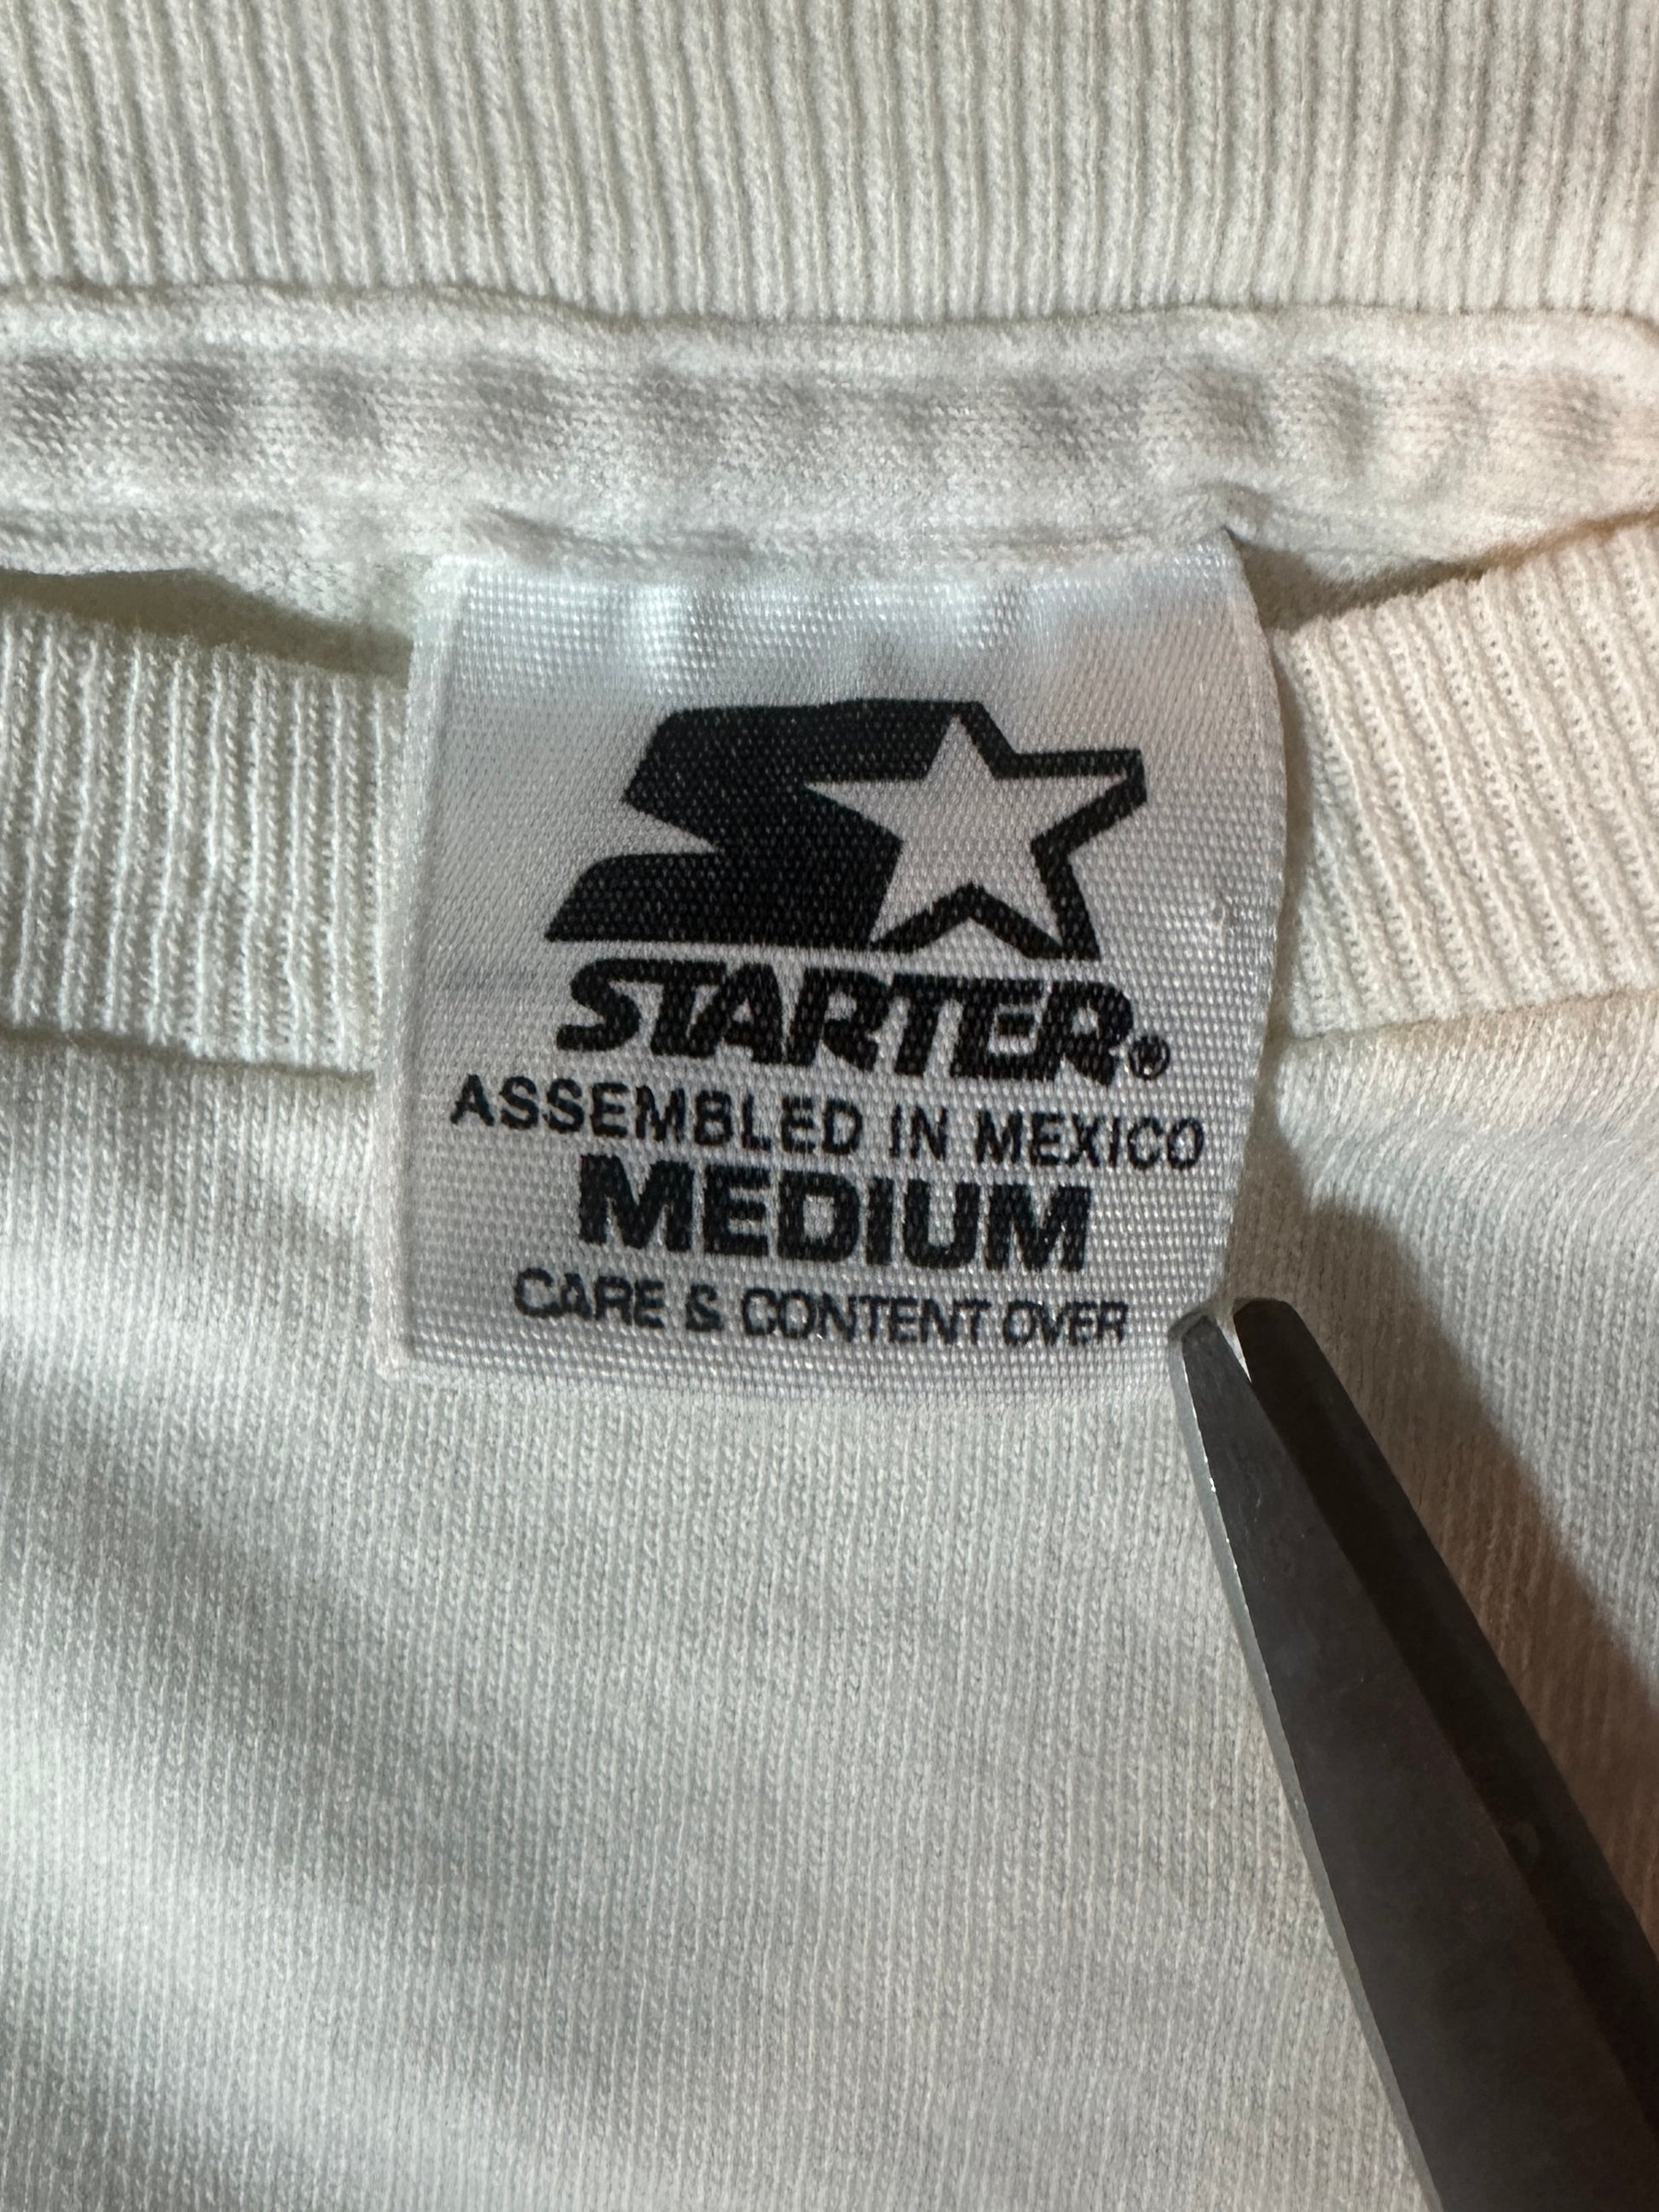 STARTER®
ASSEMBLED IN MEXICO
MEDIUM
CARE & CONTENT OVER